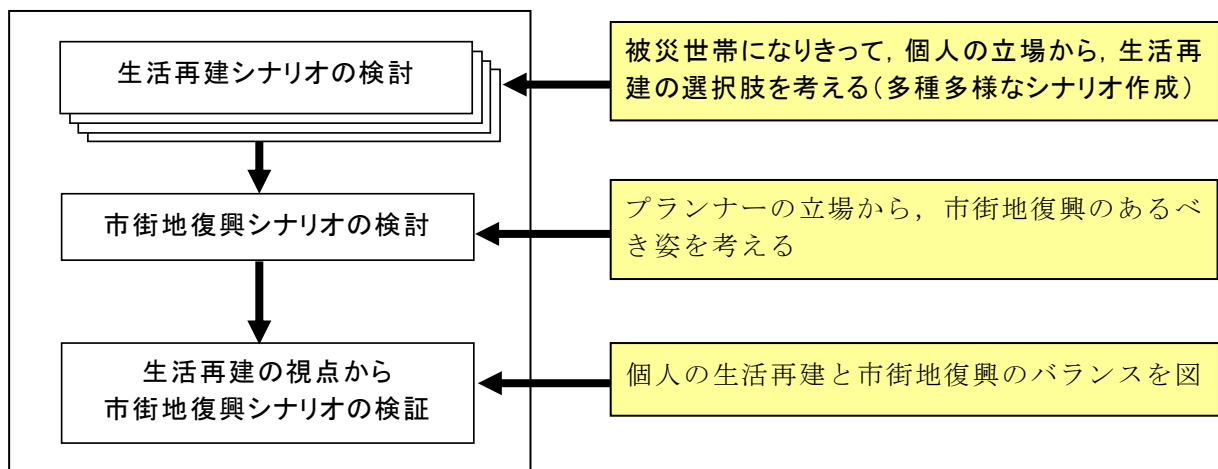 生活再建シナリオの検討
被災世帯になりきって，個人の立場から，生活再
建の選択肢を考える（多種多様なシナリオ作成）
市街地復興シナリオの検討
プランナーの立場から，市街地復興のあるべ
き姿を考える
生活再建の視点から
市街地復興シナリオの検証
個人の生活再建と市街地復興のバランスを図